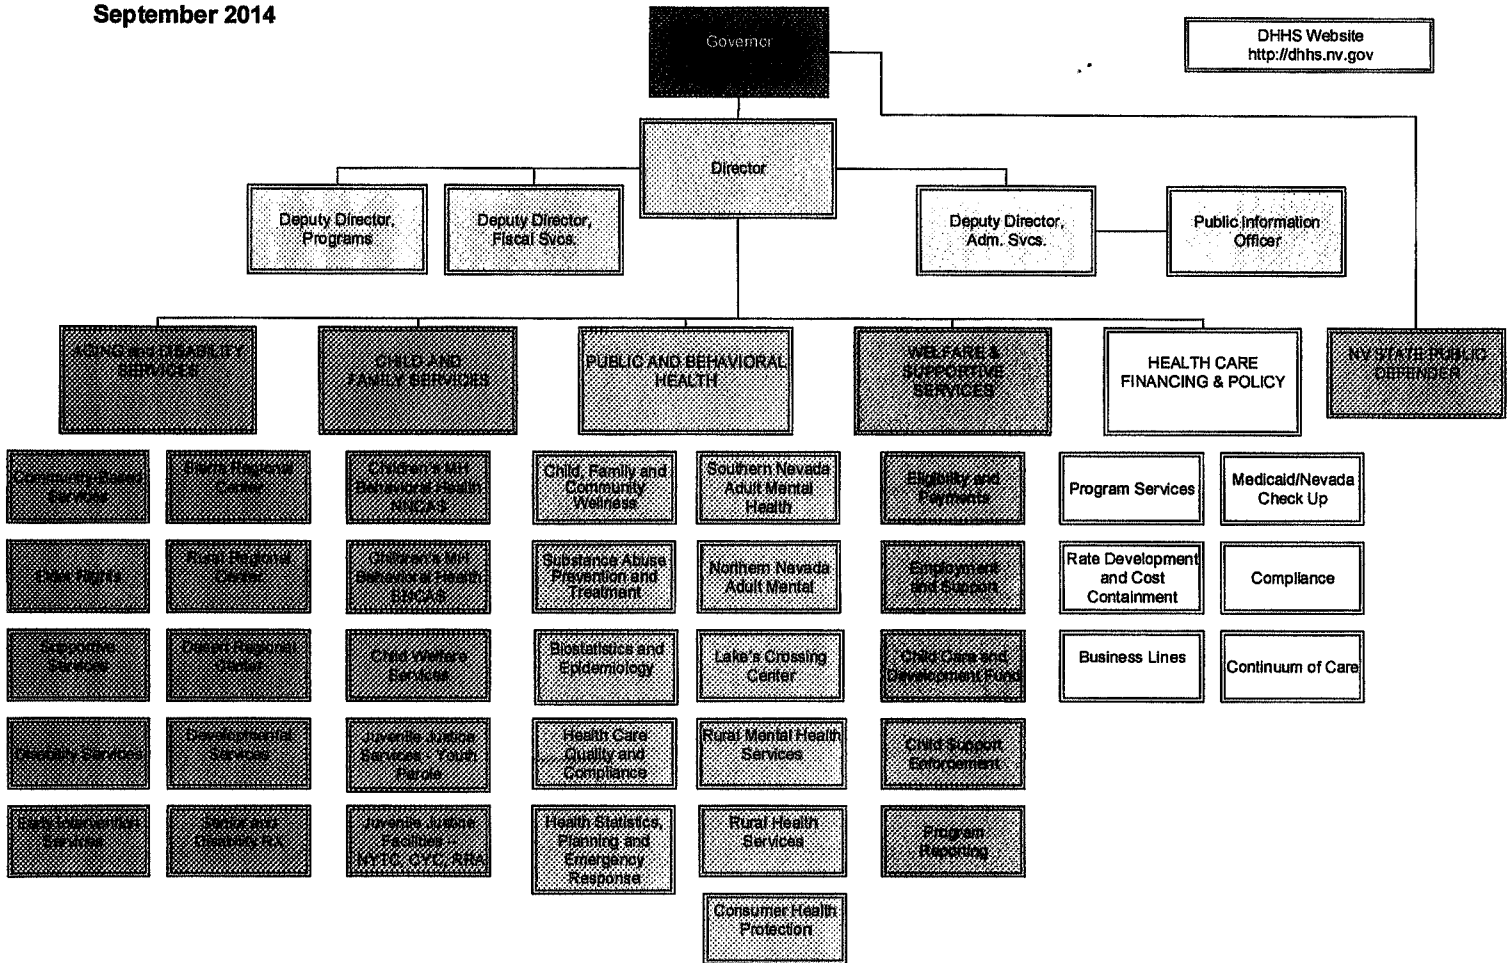 September 2014
Governor
DHHS Website
http://dhhs.nv.gov
Director
Deputy Director,
Programs
Deputy Director,
Fiscal Svcs.
Deputy Director,
Adm. Svcs.
Public Information
Officer
AGING and DISABILITY
SERVICES
CHILD AND
FAMILY SERVICES
PUBLIC AND BEHAVIORAL
HEALTH
WELFARE &
SUPPORTIVE
SERVICES
HEALTH CARE
FINANCING & POLICY
NV STATE PUBLIC
DEFENDER
Community-Based
Services
Sierra Regional
Center
Children's MH
Behavioral Health
NNCAS
Child, Family and
Community
Wellness
Southern Nevada
Adult Mental
Health
Eligibility and
Payments
Program Services
Medicaid/Nevada
Check Up
Elder Rights
Rural Regional
Center
Children's MH
Behavioral Health
SNCAS
Substance Abuse
Prevention and
Treatment
Northern Nevada
Adult Mental
Employment
and Support
Rate Development
and Cost
Containment
Compliance
Supportive
Services
Desert Regional
Center
Child Welfare
Services
Biostatistics and
Epidemiology
Lake's Crossing
Center
Child Care and
Development Fund
Business Lines
Continuum of Care
Disability Services
Developmental
Services
Juvenile Justice
Services - Youth
Parole
Health Care
Quality and
Compliance
Rural Mental Health
Services
Child Support
Enforcement
Early Intervention
Services
Senior and
Disability RX
Juvenile Justice
Facilities –
NYTC, CYC, RRA
Health Statistics,
Planning and
Emergency
Response
Rural Health
Services
Program
Reporting
Consumer Health
Protection